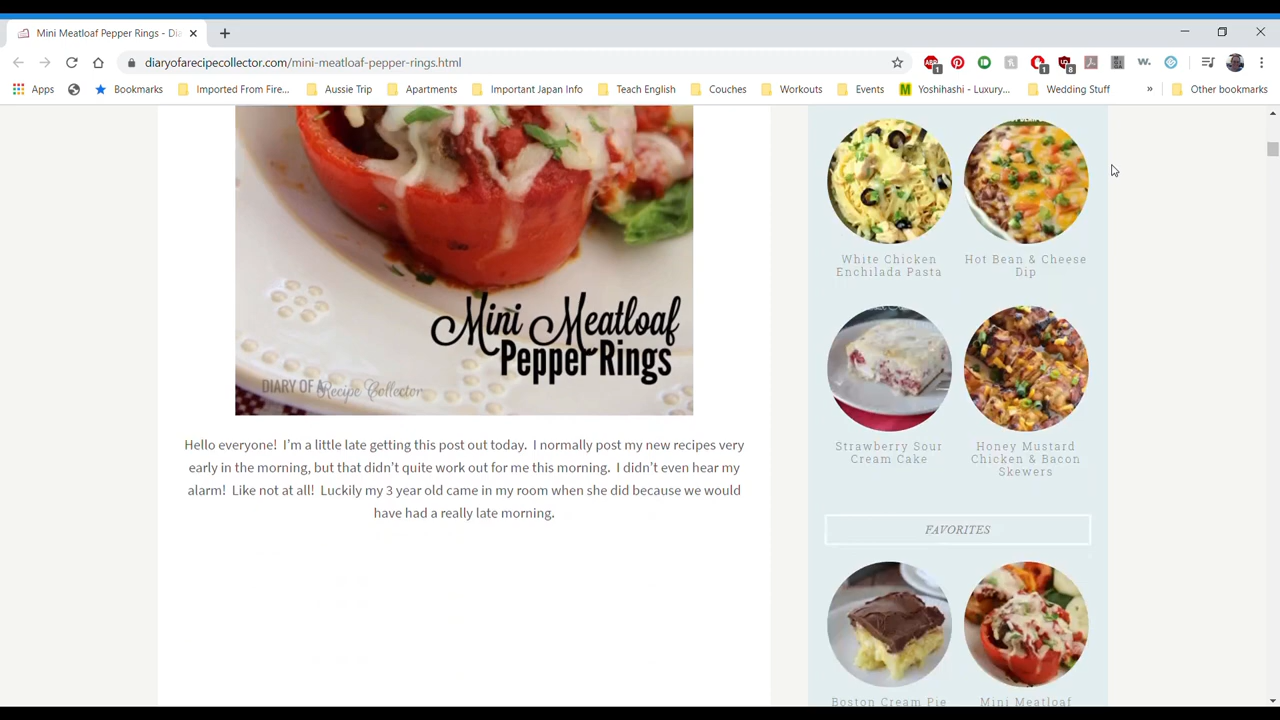 Mini Meatloaf Pepper Rings - Di
diaryofarecipecollector.com/mini-meatloaf-pepper-rings.html
Apps
Bookmarks
Imported From Fire...
Aussie Trip
Apartments
Important Japan Info
Teach English
Couches
Workouts
Events
Yoshihashi - Luxury...
Wedding Stuff
»
Other bookmarks
Mini Meatloaf
Pepper Rings
DIARY OF A Recipe Collector
Hello everyone! I'm a little late getting this post out today. I normally post my new recipes very
early in the morning, but that didn't quite work out for me this morning. I didn't even hear my
alarm! Like not at all! Luckily my 3 year old came in my room when she did because we would
have had a really late morning.
White Chicken
Enchilada Pasta
Hot Bean & Cheese
Dip
Strawberry Sour
Cream Cake
Honey Mustard
Chicken & Bacon
Skewers
FAVORITES
Boston Cream Pie
Mini Meatloaf